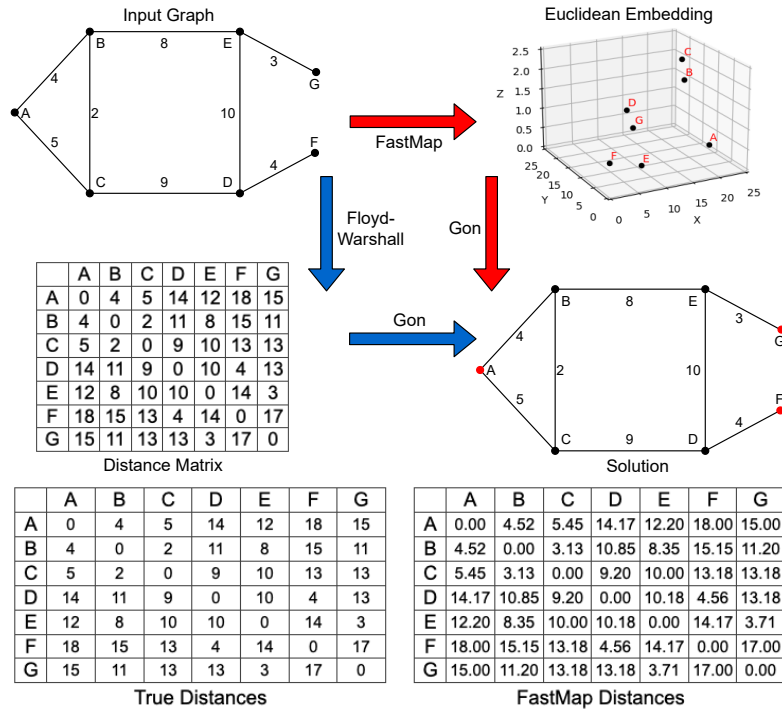 Input Graph
Euclidean Embedding
B
8
E
4
3
A
2
10
G
5
F
4
C
9
D
FastMap
Floyd-
Warshall
Gon
2.5
2.0
1.5
1.0
0.5
0.0
Z
25
20
15
10
5
0
Y
0
5
10
15
20
25
X
C
B
D
G
A
F
E
A B C D E F G
A 0 4 5 14 12 18 15
B 4 0 2 11 8 15 11
C 5 2 0 9 10 13 13
D 14 11 9 0 10 4 13
E 12 8 10 10 0 14 3
F 18 15 13 4 14 0 17
G 15 11 13 13 3 17 0
Distance Matrix
Gon
B
8
E
4
3
G
A
2
10
5
F
4
C
9
D
Solution
A B C D E F G
A 0 4 5 14 12 18 15
B 4 0 2 11 8 15 11
C 5 2 0 9 10 13 13
D 14 11 9 0 10 4 13
E 12 8 10 10 0 14 3
F 18 15 13 4 14 0 17
G 15 11 13 13 3 17 0
True Distances
A B C D E F G
A 0.00 4.52 5.45 14.17 12.20 18.00 15.00
B 4.52 0.00 3.13 10.85 8.35 15.15 11.20
C 5.45 3.13 0.00 9.20 10.00 13.18 13.18
D 14.17 10.85 9.20 0.00 10.18 4.56 13.18
E 12.20 8.35 10.00 10.18 0.00 14.17 3.71
F 18.00 15.15 13.18 4.56 14.17 0.00 17.00
G 15.00 11.20 13.18 13.18 3.71 17.00 0.00
FastMap Distances